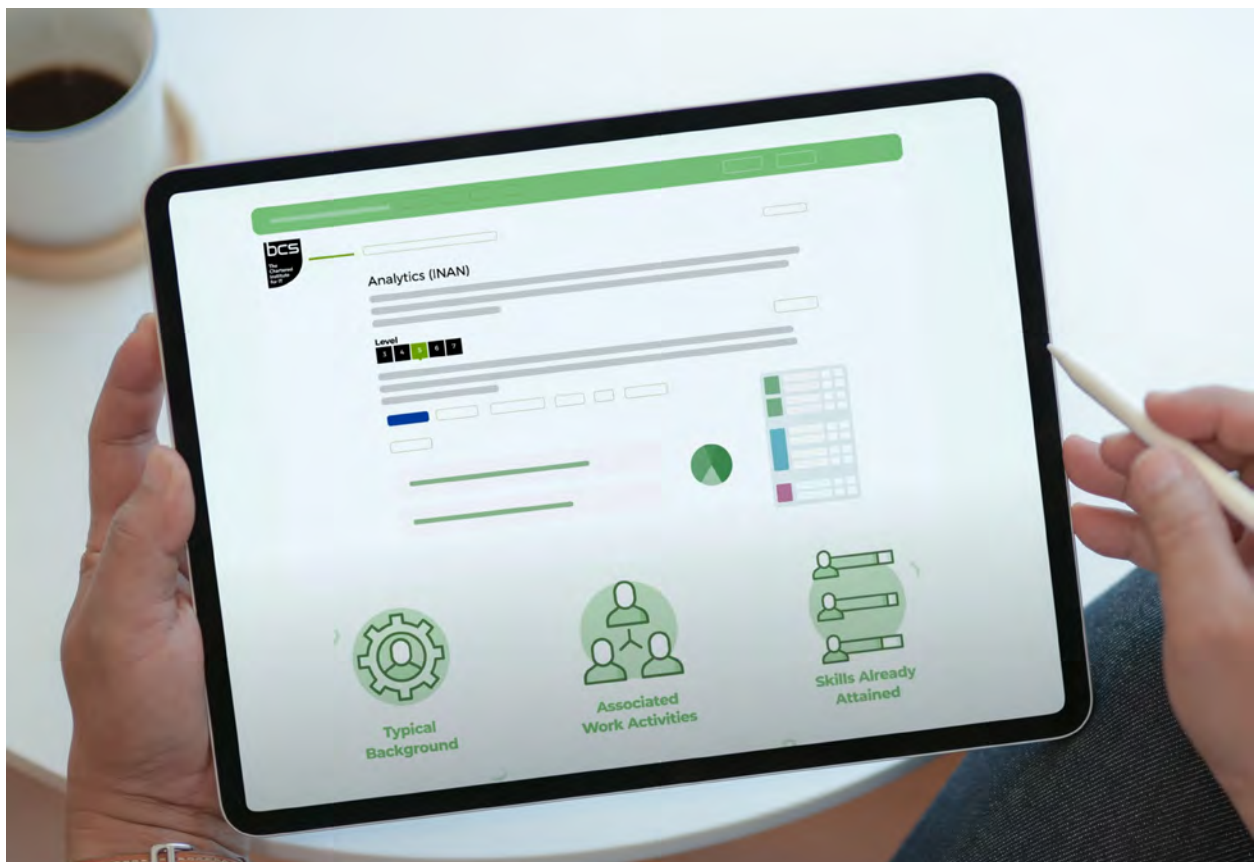 bcs
The
Chartered
Institute
for IT
Analytics (INAN)
Level
3 4 5 6 7
Typical
Background
Associated
Work Activities
Skills Already
Attained